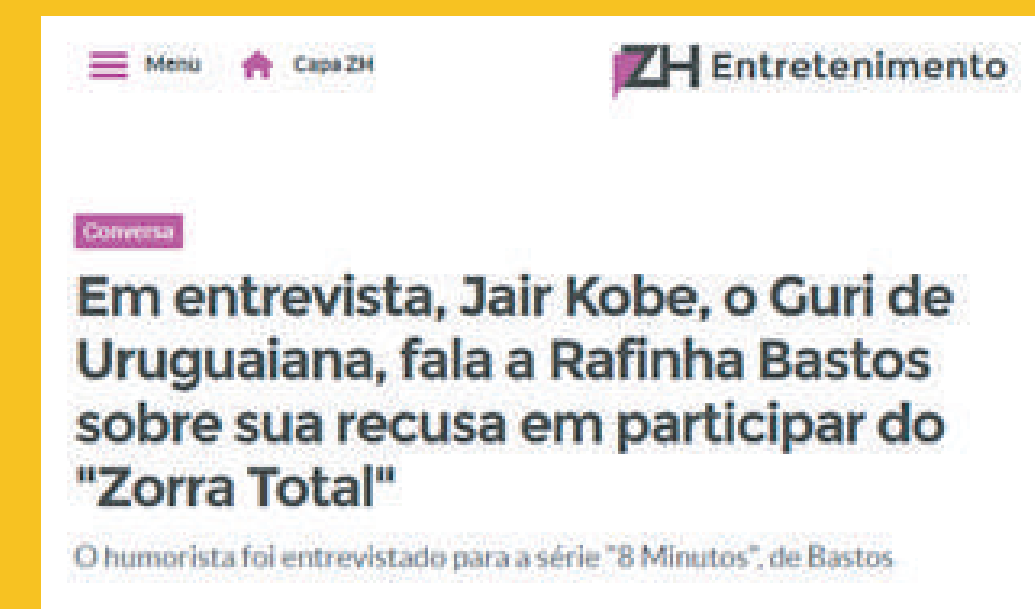 Menu Capa ZH ZH Entretenimento
Conversa
Em entrevista, Jair Kobe, o Guri de
Uruguaiana, fala a Rafinha Bastos
sobre sua recusa em participar do
"Zorra Total"
O humorista foi entrevistado para a série "8 Minutos", de Bastos